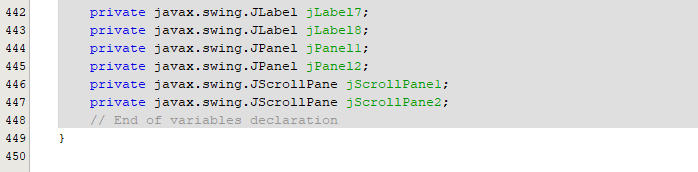 442 private javax.swing.JLabel jLabel7;
443 private javax.swing.JLabel jLabel8;
444 private javax.swing.JPanel jPanel1;
445 private javax.swing.JPanel jPanel2;
446 private javax.swing.JScrollPane jScrollPane1;
447 private javax.swing.JScrollPane jScrollPane2;
448 // End of variables declaration
449 }
450